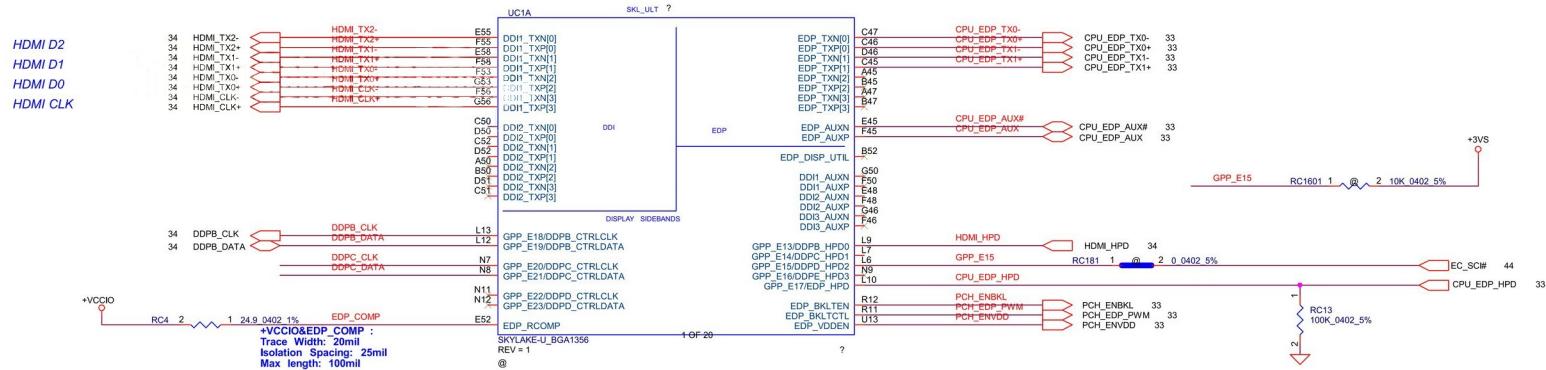 UC1A
SKL_ULT ?
HDMI D2
HDMI D1
HDMI D0
HDMI CLK
34 HDMI_TX2- HDMI_TX2- E55 DDI1_TXN[0]
34 HDMI_TX2+ HDMI_TX2+ F55 DDI1_TXP[0]
34 HDMI_TX1- HDMI_TX1- E58 DDI1_TXN[1]
34 HDMI_TX1+ HDMI_TX1+ F58 DDI1_TXP[1]
34 HDMI_TX0- HDMI_TX0- F53 DDI1_TXN[2]
34 HDMI_TX0+ HDMI_TX0+ G53 DDI1_TXP[2]
34 HDMI_CLK- HDMI_CLK- F56 DDI1_TXN[3]
34 HDMI_CLK+ HDMI_CLK+ G56 DDI1_TXP[3]
C50 DDI2_TXN[0]
D50 DDI2_TXP[0]
C52 DDI2_TXN[1]
D52 DDI2_TXP[1]
A50 DDI2_TXN[2]
B50 DDI2_TXP[2]
D51 DDI2_TXN[3]
C51 DDI2_TXP[3]
DDI
EDP
DISPLAY SIDEBANDS
34 DDPB_CLK DDPB_CLK L13 GPP_E18/DDPB_CTRLCLK
34 DDPB_DATA DDPB_DATA L12 GPP_E19/DDPB_CTRLDATA
DDPC_CLK N7 GPP_E20/DDPC_CTRLCLK
DDPC_DATA N8 GPP_E21/DDPC_CTRLDATA
N11 GPP_E22/DDPD_CTRLCLK
N12 GPP_E23/DDPD_CTRLDATA
+VCCIO
RC4 2 1 24.9_0402_1% EDP_COMP E52 EDP_RCOMP
+VCCIO&EDP_COMP :
Trace Width: 20mil
Isolation Spacing: 25mil
Max length: 100mil
SKYLAKE-U_BGA1356
REV = 1
@
1 OF 20
?
EDP_TXN[0] C47 CPU_EDP_TX0- CPU_EDP_TX0- 33
EDP_TXP[0] C46 CPU_EDP_TX0+ CPU_EDP_TX0+ 33
EDP_TXN[1] D46 CPU_EDP_TX1- CPU_EDP_TX1- 33
EDP_TXP[1] C45 CPU_EDP_TX1+ CPU_EDP_TX1+ 33
EDP_TXN[2] A45
EDP_TXP[2] B45
EDP_TXN[3] A47
EDP_TXP[3] B47
EDP_AUXN E45 CPU_EDP_AUX# CPU_EDP_AUX# 33
EDP_AUXP F45 CPU_EDP_AUX CPU_EDP_AUX 33
EDP_DISP_UTIL B52
DDI1_AUXN G50
DDI1_AUXP F50
DDI2_AUXN E48
DDI2_AUXP F48
DDI3_AUXN G46
DDI3_AUXP F46
GPP_E13/DDPB_HPD0 L9 HDMI_HPD HDMI_HPD 34
GPP_E14/DDPC_HPD1 L7
GPP_E15/DDPD_HPD2 L6 GPP_E15 RC181 1 @ 2 0_0402_5% EC_SCI# 44
GPP_E16/DDPE_HPD3 N9
GPP_E17/EDP_HPD L10 CPU_EDP_HPD CPU_EDP_HPD 33
EDP_BKLTEN R12 PCH_ENBKL PCH_ENBKL 33
EDP_BKLTCTL R11 PCH_EDP_PWM PCH_EDP_PWM 33
EDP_VDDEN U13 PCH_ENVDD PCH_ENVDD 33
+3VS
GPP_E15 RC1601 1 @ 2 10K_0402_5%
1
RC13
100K_0402_5%
2